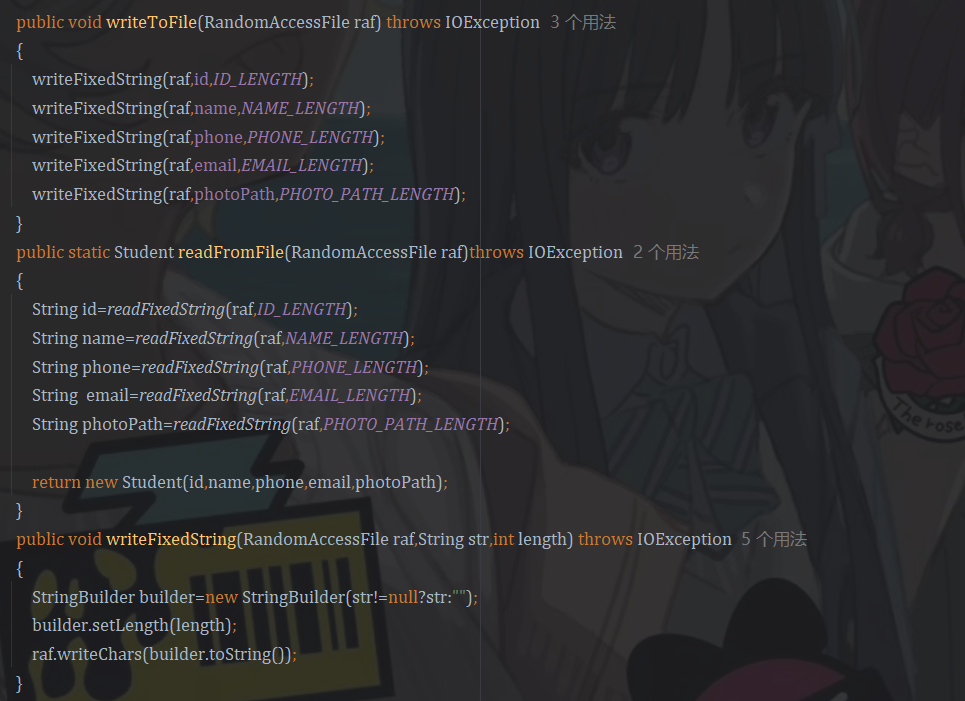 public void writeToFile(RandomAccessFile raf) throws IOException 3 个用法
{
writeFixedString(raf,id,ID_LENGTH);
writeFixedString(raf,name,NAME_LENGTH);
writeFixedString(raf,phone,PHONE_LENGTH);
writeFixedString(raf,email,EMAIL_LENGTH);
writeFixedString(raf,photoPath,PHOTO_PATH_LENGTH);
}
public static Student readFromFile(RandomAccessFile raf)throws IOException 2 个用法
{
String id=readFixedString(raf,ID_LENGTH);
String name=readFixedString(raf,NAME_LENGTH);
String phone=readFixedString(raf,PHONE_LENGTH);
String  email=readFixedString(raf,EMAIL_LENGTH);
String photoPath=readFixedString(raf,PHOTO_PATH_LENGTH);
The rose
return new Student(id,name,phone,email,photoPath);
}
public void writeFixedString(RandomAccessFile raf,String str,int length) throws IOException 5 个用法
{
StringBuilder builder=new StringBuilder(str!=null?str:"");
builder.setLength(length);
raf.writeChars(builder.toString());
}